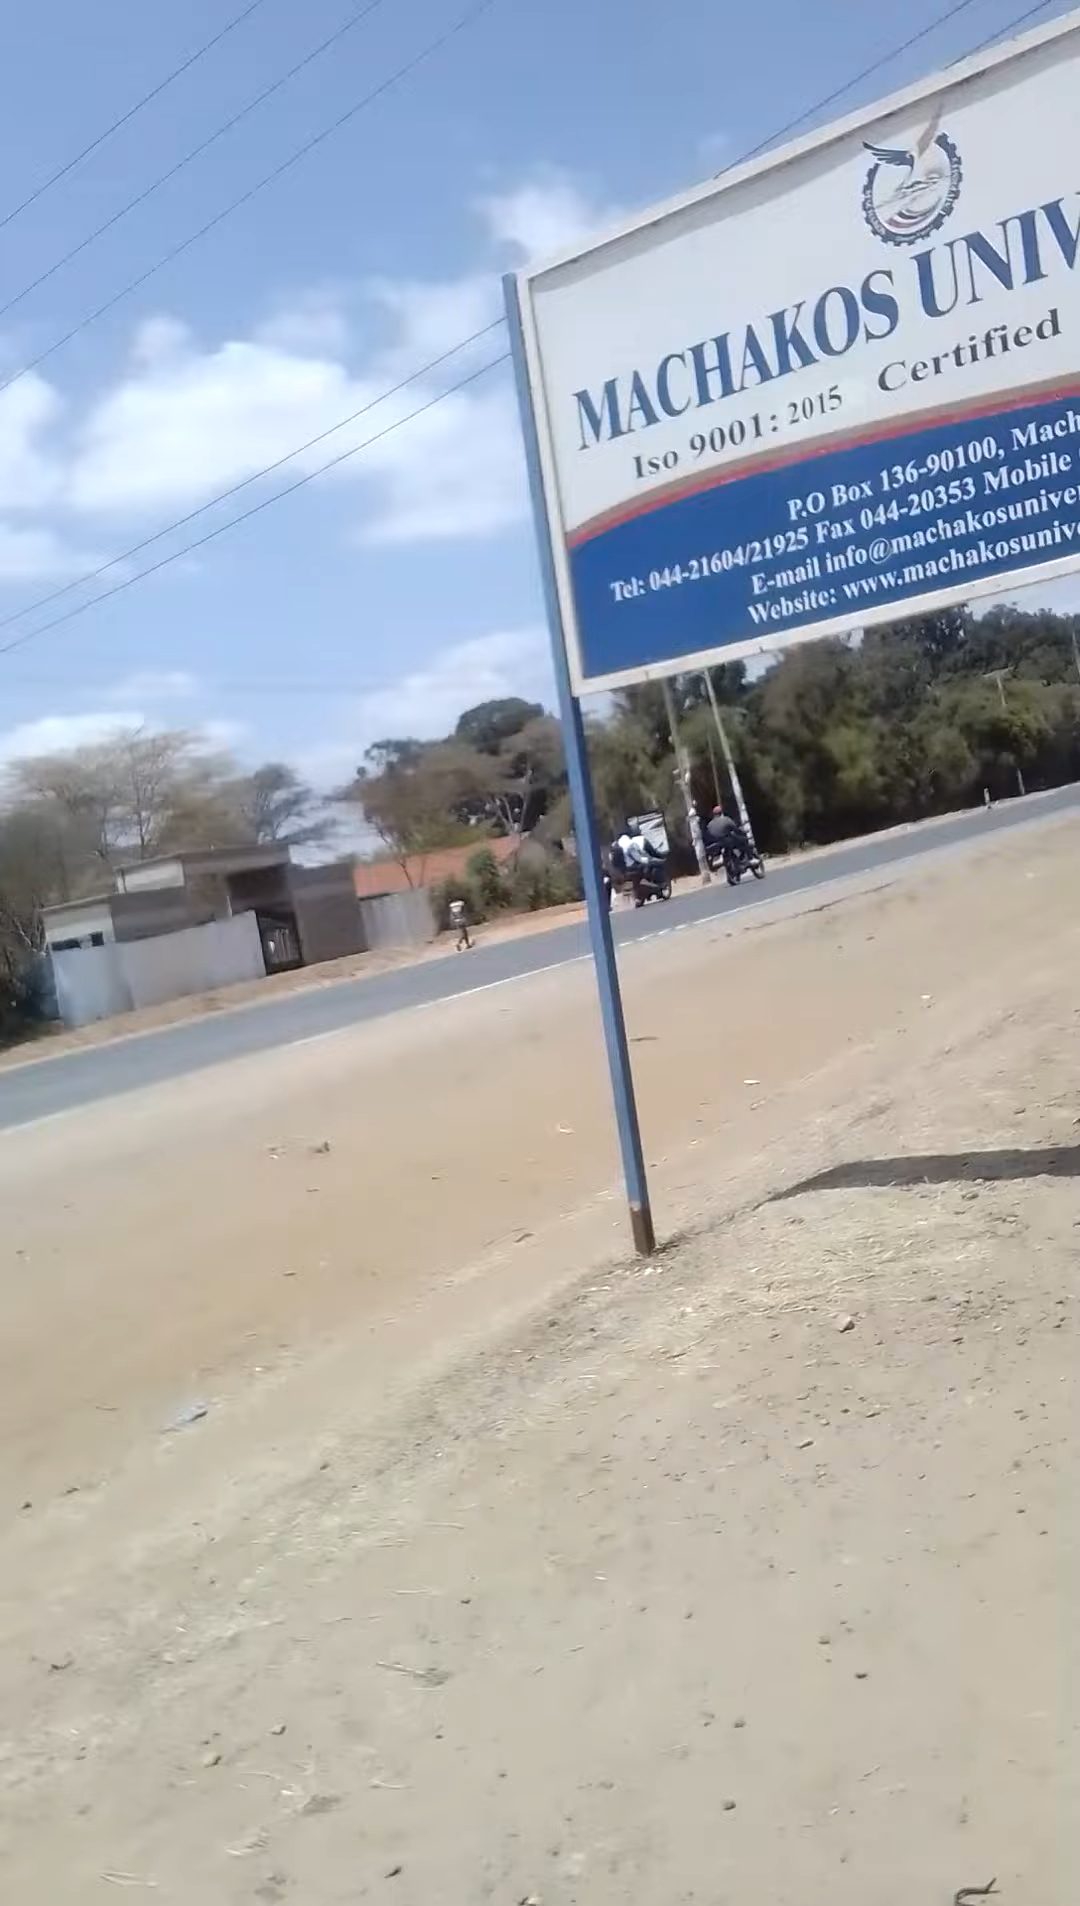 MACHAKOS UNIV
Iso 9001: 2015 Certified
P.O Box 136-90100, Mach
Tel: 044-21604/21925 Fax 044-20353 Mobile
E-mail info@machakosuniver
Website: www.machakosunive